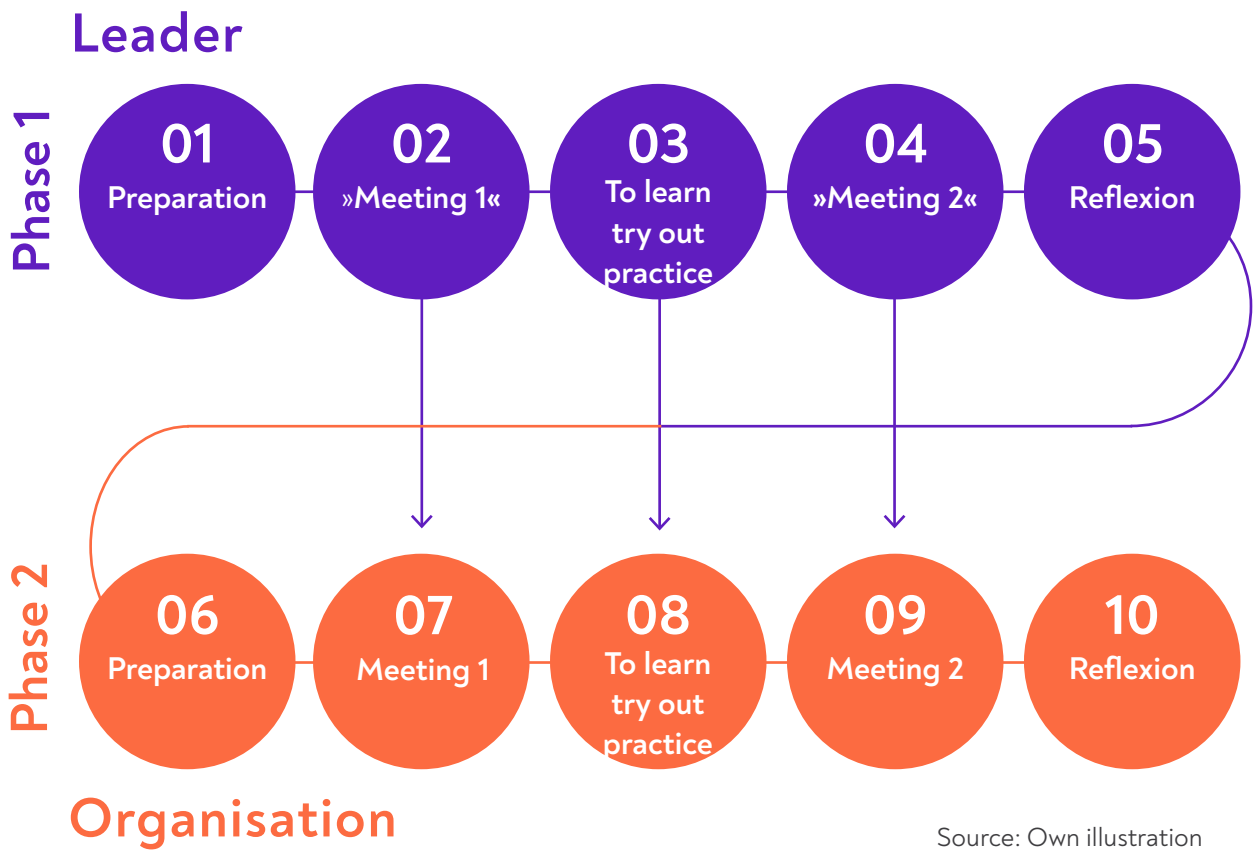 Leader
Phase 1
01
Preparation
02
»Meeting 1«
03
To learn
try out
practice
04
»Meeting 2«
05
Reflexion
Phase 2
06
Preparation
07
Meeting 1
08
To learn
try out
practice
09
Meeting 2
10
Reflexion
Organisation
Source: Own illustration